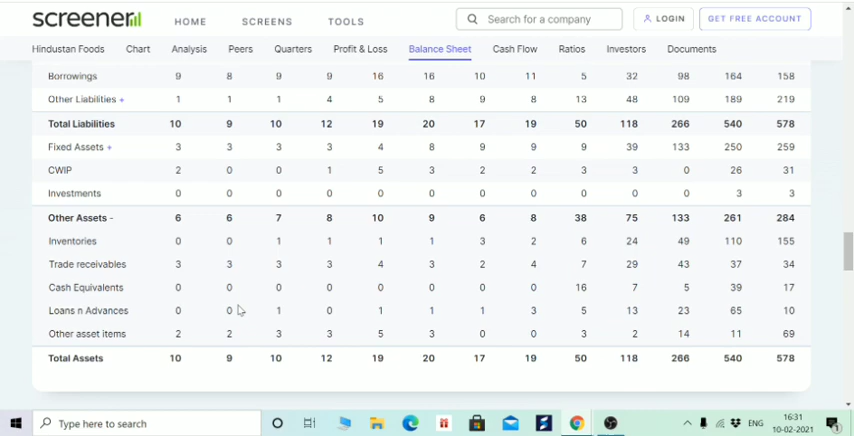 screener HOME SCREENS TOOLS Search for a company LOGIN GET FREE ACCOUNT
Hindustan Foods Chart Analysis Peers Quarters Profit & Loss Balance Sheet Cash Flow Ratios Investors Documents
Borrowings 9 8 9 9 16 16 10 11 5 32 98 164 158
Other Liabilities + 1 1 1 4 5 8 9 8 13 48 109 189 219
Total Liabilities 10 9 10 12 19 20 17 19 50 118 266 540 578
Fixed Assets + 3 3 3 3 4 8 9 9 9 39 133 250 259
CWIP 2 0 0 1 5 3 2 2 3 3 0 26 31
Investments 0 0 0 0 0 0 0 0 0 0 0 3 3
Other Assets - 6 6 7 8 10 9 6 8 38 75 133 261 284
Inventories 0 0 1 1 1 1 3 2 6 24 49 110 155
Trade receivables 3 3 3 3 4 3 2 4 7 29 43 37 34
Cash Equivalents 0 0 0 0 0 0 0 0 16 7 5 39 17
Loans n Advances 0 0 1 0 1 1 1 3 5 13 23 65 10
Other asset items 2 2 3 3 5 3 0 0 3 2 14 11 69
Total Assets 10 9 10 12 19 20 17 19 50 118 266 540 578
Type here to search ENG 16:31
10-02-2021